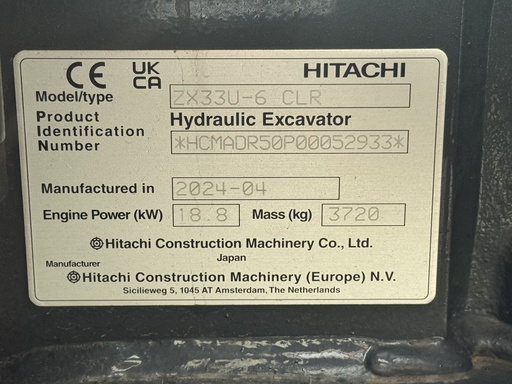 CE UK CA HITACHI
Model/type ZX33U-6 CLR
Product Hydraulic Excavator
Identification
Number *HCMADR50P00052933*
Manufactured in 2024-04
Engine Power (kW) 18.8 Mass (kg) 3720
Hitachi Construction Machinery Co., Ltd.
Japan
Manufacturer
Hitachi Construction Machinery (Europe) N.V.
Sicilieweg 5, 1045 AT Amsterdam, The Netherlands